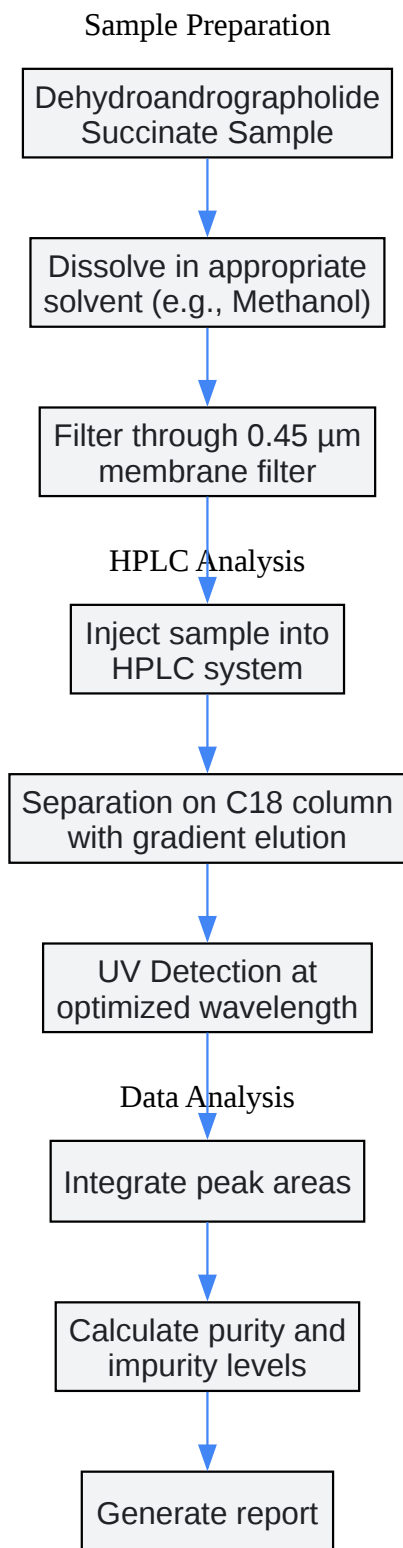 Sample Preparation
Dehydroandrographolide
Succinate Sample
Dissolve in appropriate
solvent (e.g., Methanol)
Filter through 0.45 µm
membrane filter
HPLC Analysis
Inject sample into
HPLC system
Separation on C18 column
with gradient elution
UV Detection at
optimized wavelength
Data Analysis
Integrate peak areas
Calculate purity and
impurity levels
Generate report